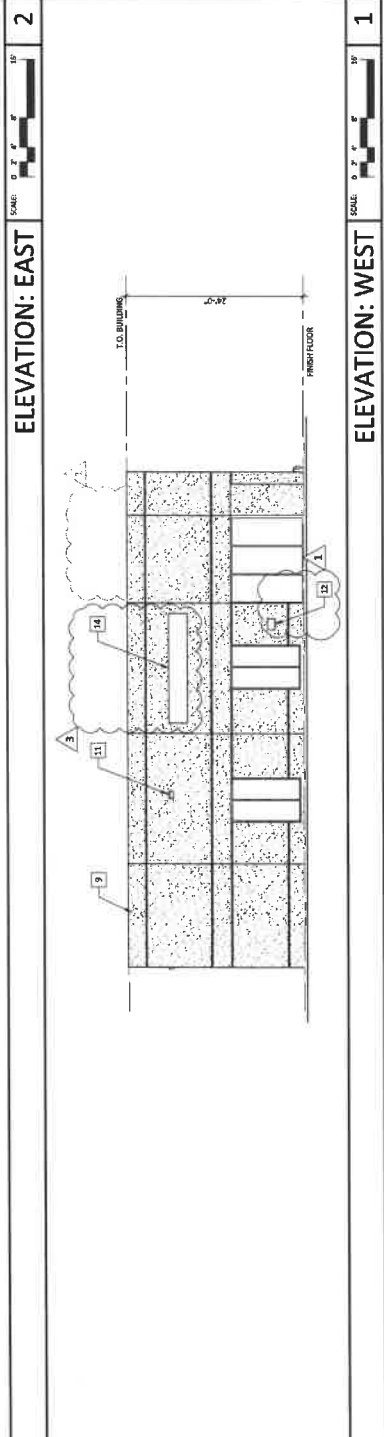 ELEVATION: EAST
SCALE: 0 2' 4' 8' 16'
2
T.O. BUILDING
24'-0"
FINISH FLOOR
9
11
14
12
3
1
ELEVATION: WEST
SCALE: 0 2' 4' 8' 16'
1